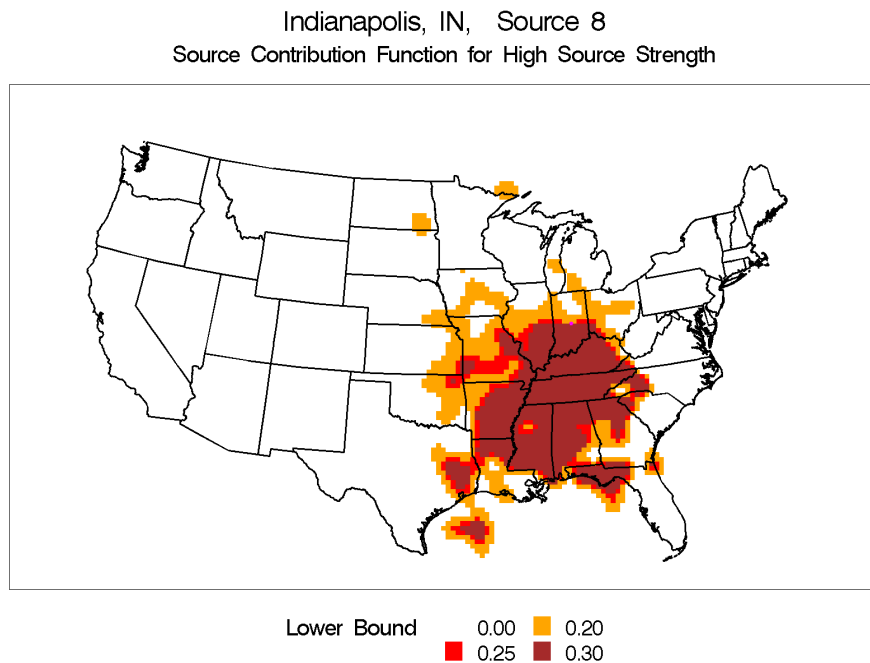 Indianapolis, IN, Source 8
Source Contribution Function for High Source Strength
Lower Bound 0.00 0.20
0.25 0.30